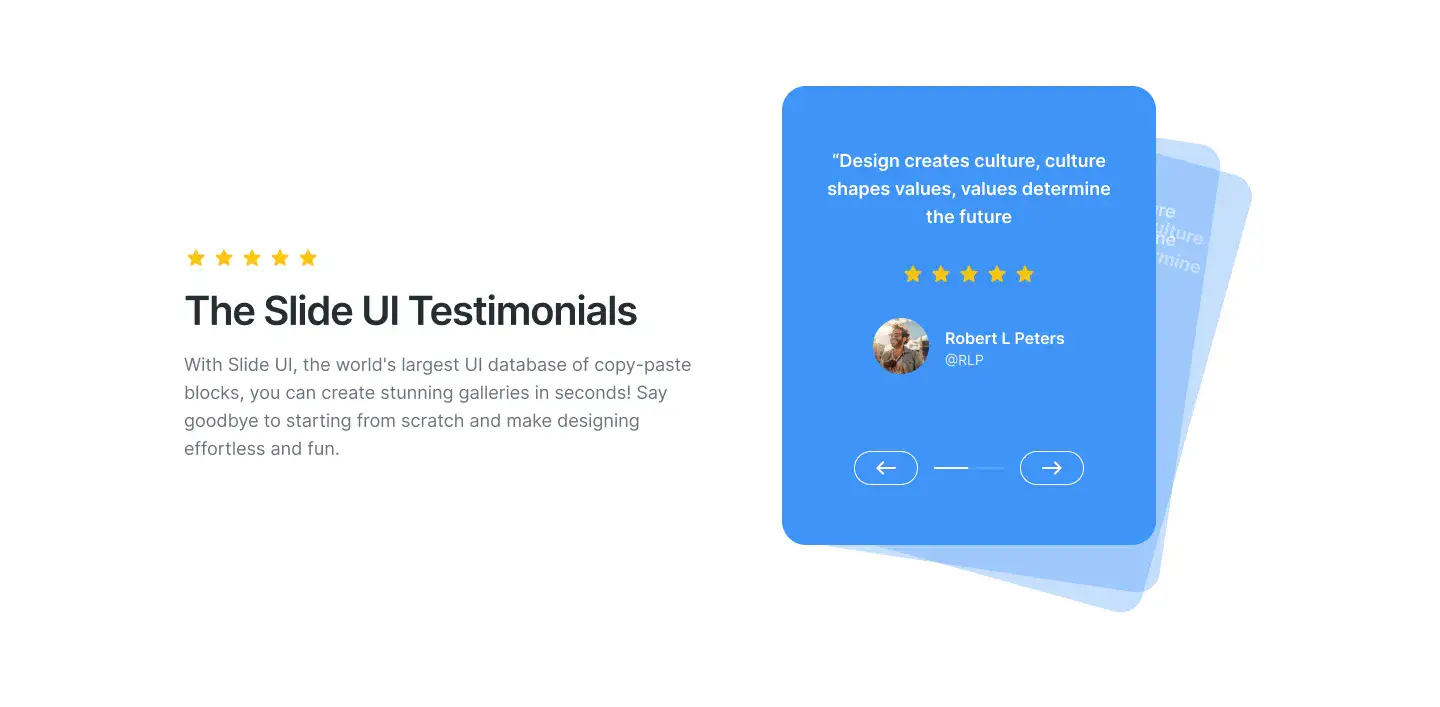 The Slide UI Testimonials
With Slide UI, the world's largest UI database of copy-paste
blocks, you can create stunning galleries in seconds! Say
goodbye to starting from scratch and make designing
effortless and fun.
“Design creates culture, culture
shapes values, values determine
the future
Robert L Peters
@RLP